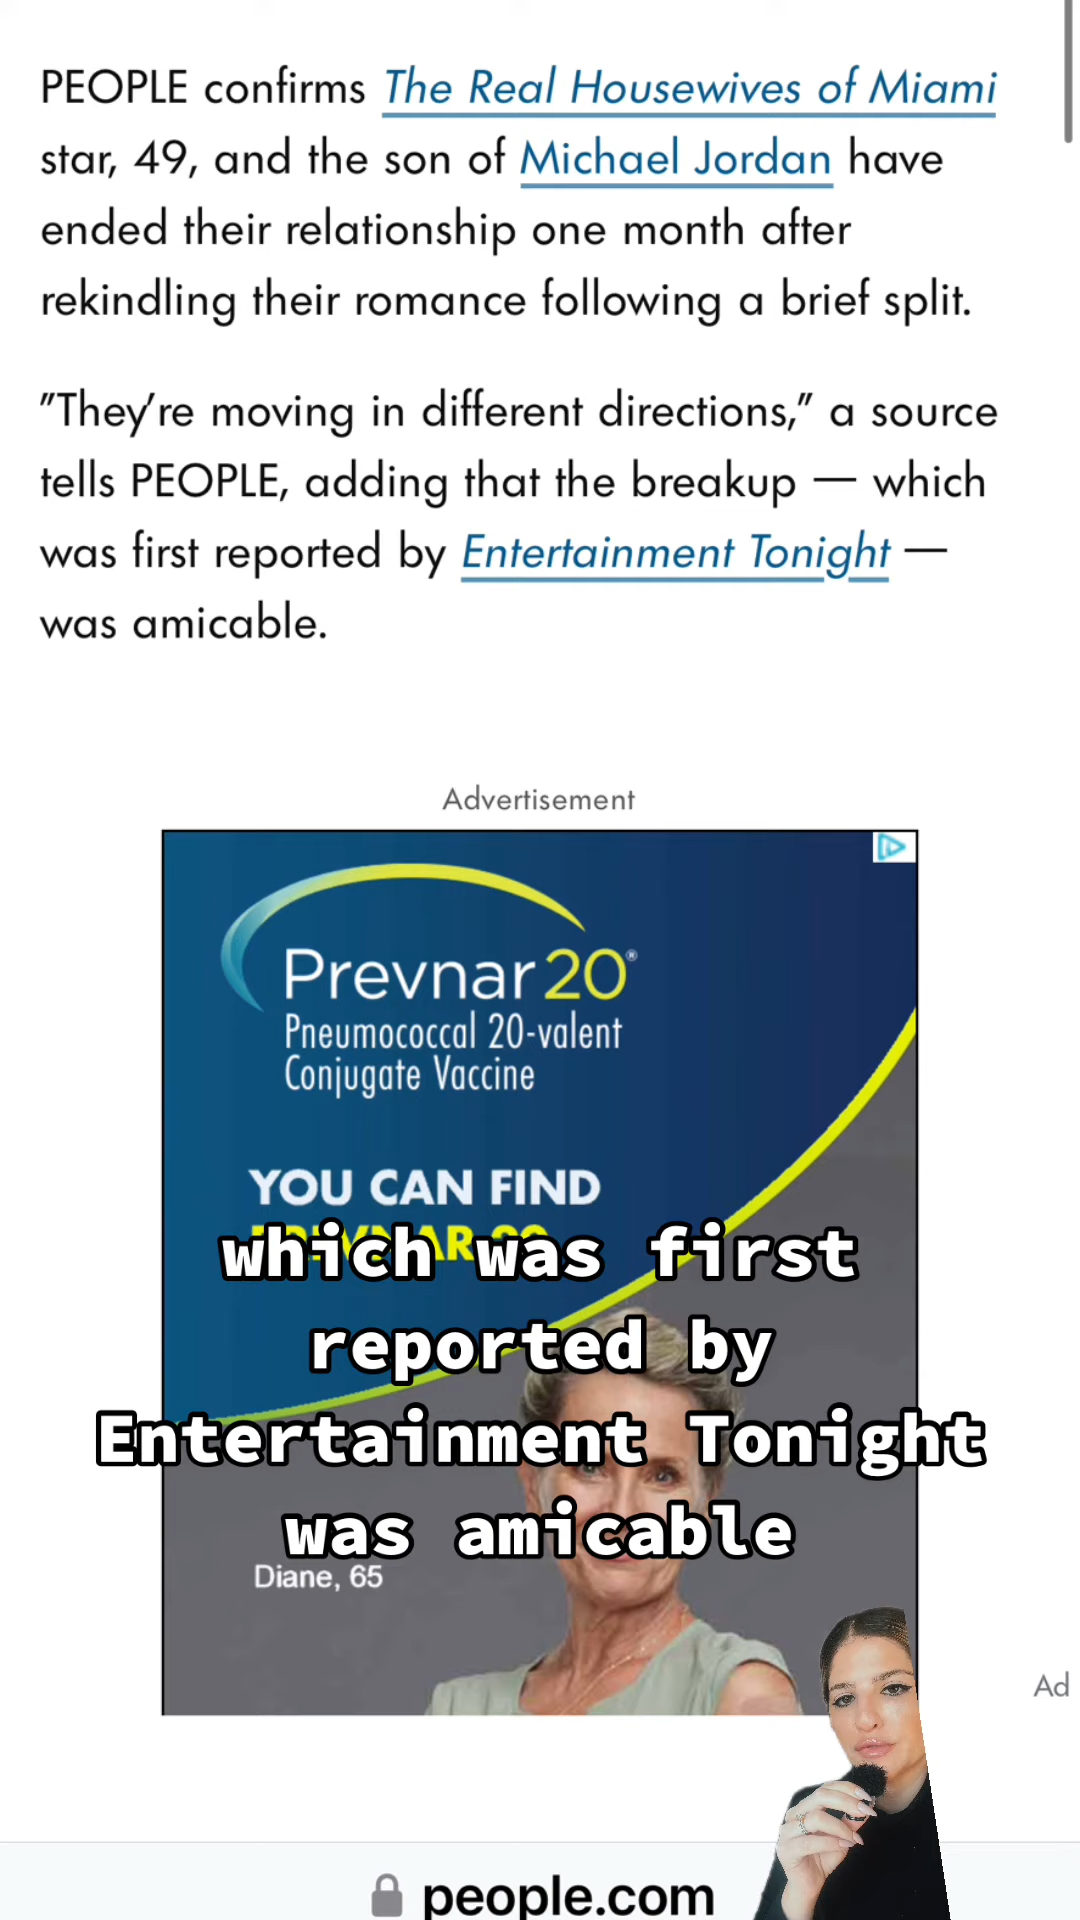 PEOPLE confirms The Real Housewives of Miami
star, 49, and the son of Michael Jordan have
ended their relationship one month after
rekindling their romance following a brief split.
"They're moving in different directions," a source
tells PEOPLE, adding that the breakup — which
was first reported by Entertainment Tonight —
was amicable.
Advertisement
Prevnar 20®
Pneumococcal 20-valent
Conjugate Vaccine
YOU CAN FIND
PREVNAR 20
which was first
reported by
Entertainment Tonight
was amicable
Diane, 65
Ad
people.com